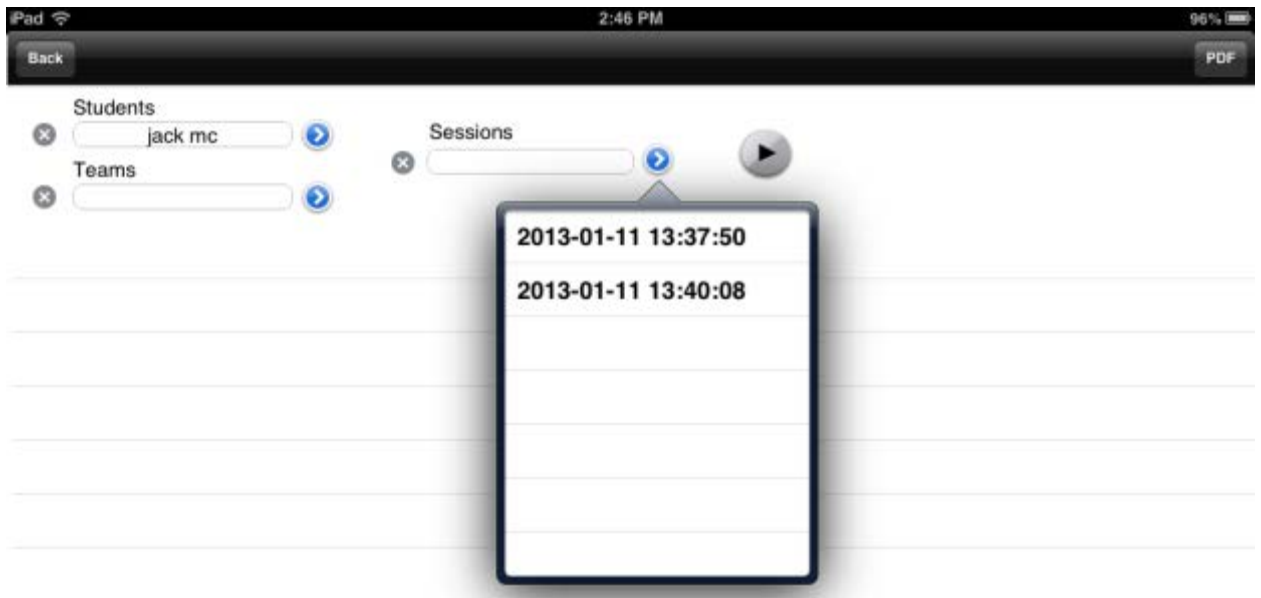 iPad 2:46 PM 96%
Back PDF
Students
jack mc
Teams
Sessions
2013-01-11 13:37:50
2013-01-11 13:40:08